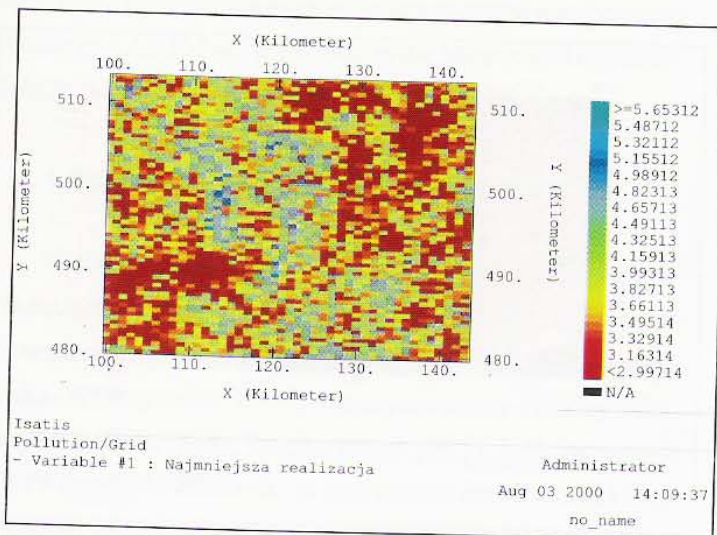 X (Kilometer)
100. 110. 120. 130. 140.
510. 510.
500. 500.
490. 490.
480. 480.
Y (Kilometer)
Y (Kilometer)
100. 110. 120. 130. 140.
X (Kilometer)
>=5.65312
5.48712
5.32112
5.15512
4.98912
4.82313
4.65713
4.49113
4.32513
4.15913
3.99313
3.82713
3.66113
3.49514
3.32914
3.16314
<2.99714
N/A
Isatis
Pollution/Grid
- Variable #1 : Najmniejsza realizacja
Administrator
Aug 03 2000 14:09:37
no_name